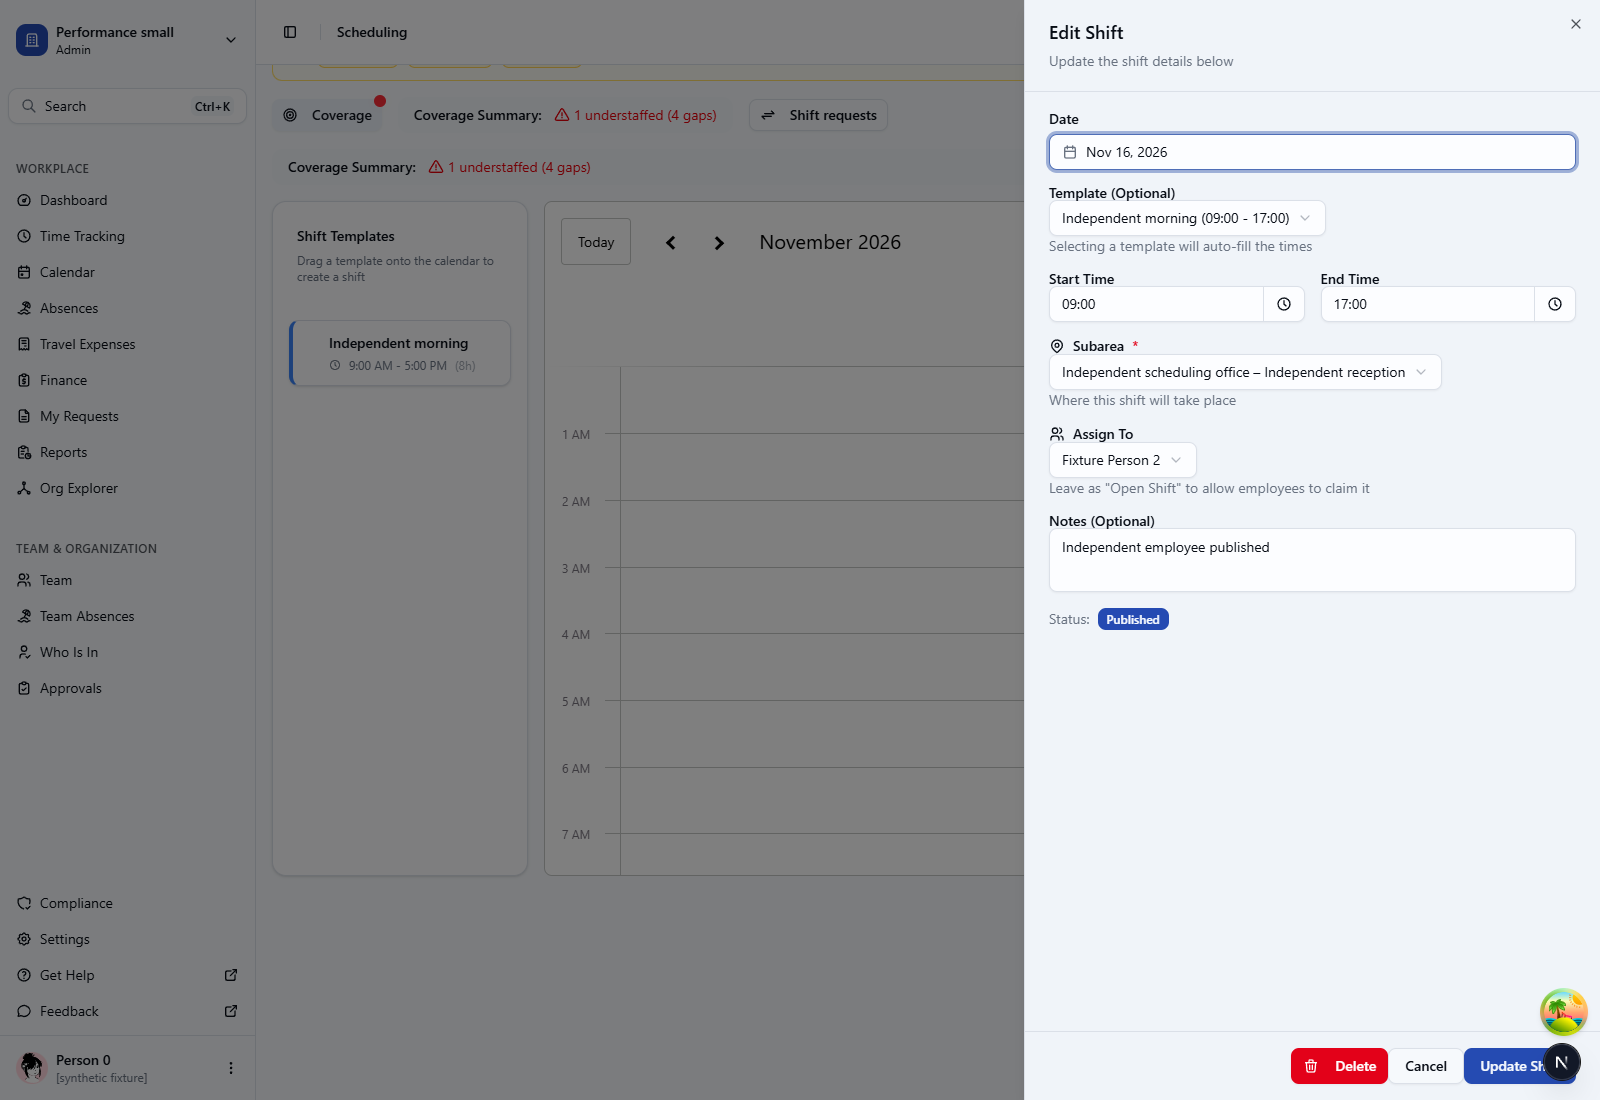 Performance small
Admin
Search
Ctrl+K
WORKPLACE
Dashboard
Time Tracking
Calendar
Absences
Travel Expenses
Finance
My Requests
Reports
Org Explorer
TEAM & ORGANIZATION
Team
Team Absences
Who Is In
Approvals
Compliance
Settings
Get Help
Feedback
Person 0
[synthetic fixture]
Scheduling
Coverage
Coverage Summary:
1 understaffed (4 gaps)
Shift requests
Coverage Summary:
1 understaffed (4 gaps)
Shift Templates
Drag a template onto the calendar to
create a shift
Independent morning
9:00 AM - 5:00 PM (8h)
Today
November 2026
1 AM
2 AM
3 AM
4 AM
5 AM
6 AM
7 AM
Edit Shift
Update the shift details below
Date
Nov 16, 2026
Template (Optional)
Independent morning (09:00 - 17:00)
Selecting a template will auto-fill the times
Start Time
End Time
09:00
17:00
Subarea *
Independent scheduling office – Independent reception
Where this shift will take place
Assign To
Fixture Person 2
Leave as "Open Shift" to allow employees to claim it
Notes (Optional)
Independent employee published
Status:
Published
Delete
Cancel
Update
N